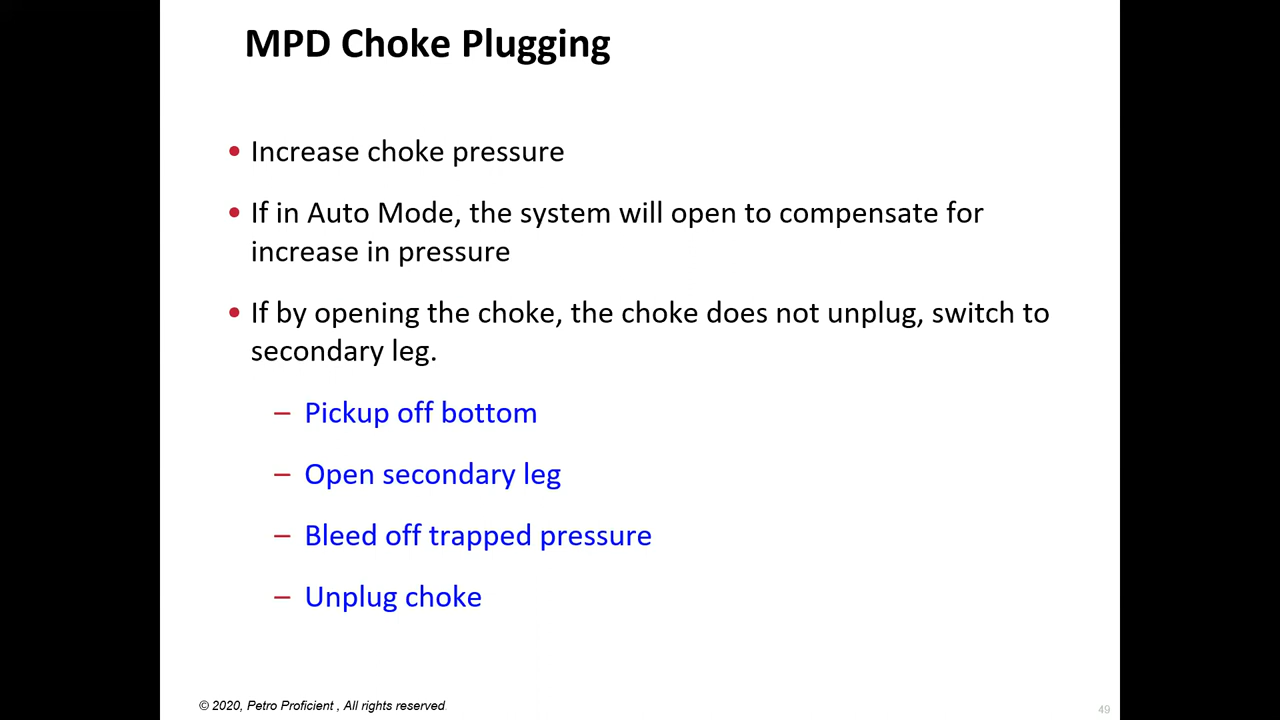 MPD Choke Plugging
• Increase choke pressure
• If in Auto Mode, the system will open to compensate for
increase in pressure
• If by opening the choke, the choke does not unplug, switch to
secondary leg.
– Pickup off bottom
– Open secondary leg
– Bleed off trapped pressure
– Unplug choke
© 2020, Petro Proficient , All rights reserved
49